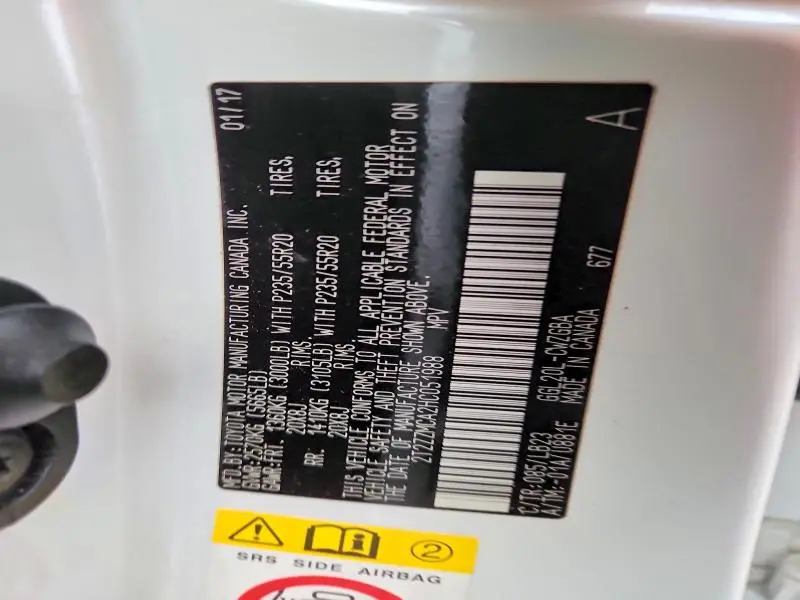 MFD. BY: TOYOTA MOTOR MANUFACTURING CANADA INC. 01/17
GVWR: 2570KG (5665LB)
GAWR: FRT. 1360KG (3000LB) WITH P235/55R20 TIRES,
20X8J RIMS.
RR. 1410KG (3105LB) WITH P235/55R20 TIRES,
20X8J RIMS.
THIS VEHICLE CONFORMS TO ALL APPLICABLE FEDERAL MOTOR
VEHICLE SAFETY AND THEFT PREVENTION STANDARDS IN EFFECT ON
THE DATE OF MANUFACTURE SHOWN ABOVE.
2T2ZZMCA2HC051988 MPV
C/TR:085/LB23 GGL20L-
A/TM:-01A/U881E MADE IN CANADA 677
A
2
SRS SIDE AIRBAG